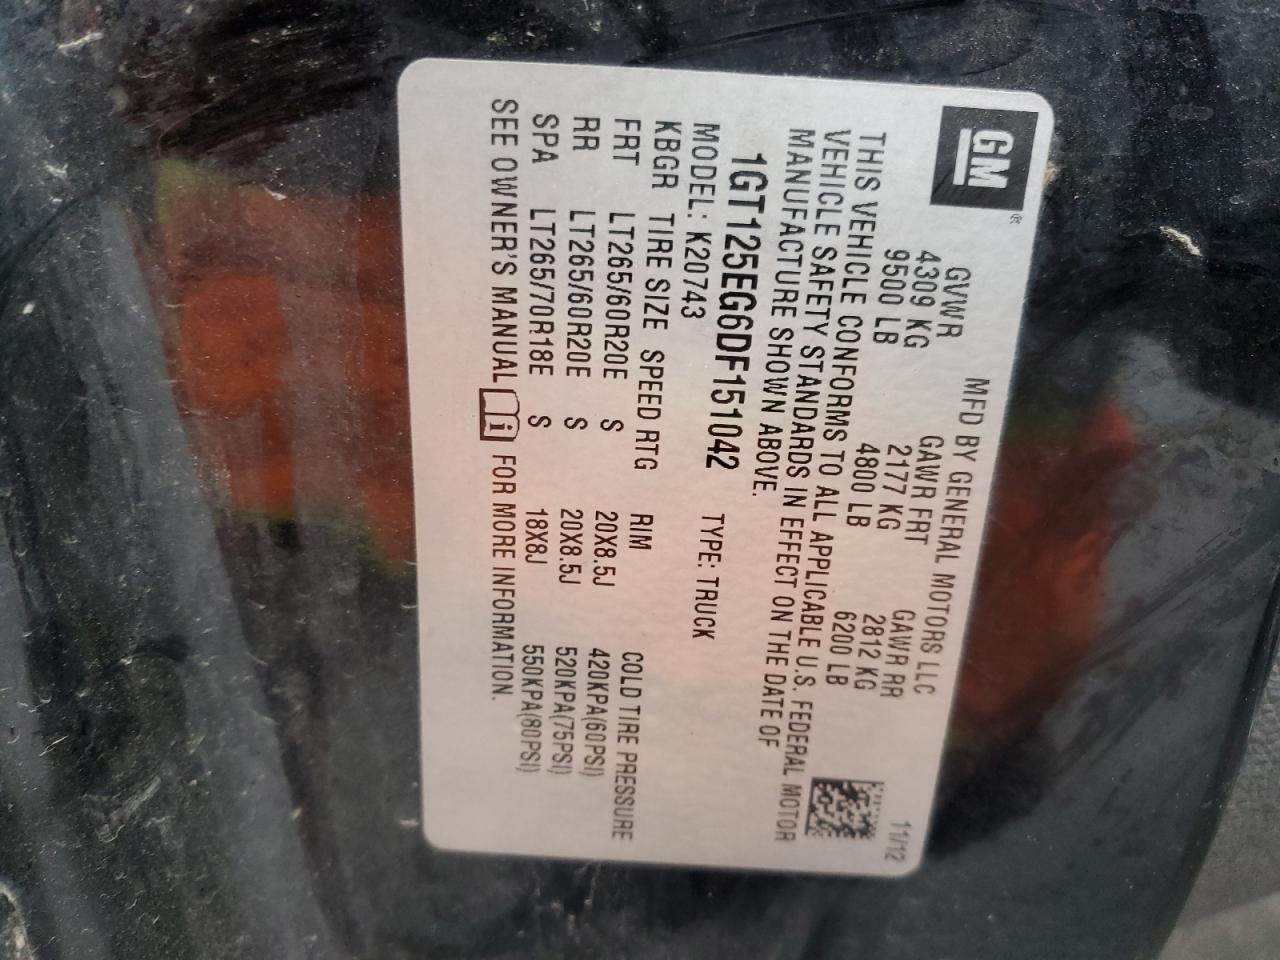 GM®
MFD BY GENERAL MOTORS LLC 11/12
GVWR GAWR FRT GAWR RR
4309 KG 2177 KG 2812 KG
9500 LB 4800 LB 6200 LB
THIS VEHICLE CONFORMS TO ALL APPLICABLE U.S. FEDERAL MOTOR
VEHICLE SAFETY STANDARDS IN EFFECT ON THE DATE OF
MANUFACTURE SHOWN ABOVE.
1GT125EG6DF151042 TYPE: TRUCK
MODEL: K20743
KBGR TIRE SIZE SPEED RTG RIM COLD TIRE PRESSURE
FRT LT265/60R20E S 20X8.5J 420KPA(60PSI)
RR LT265/60R20E S 20X8.5J 520KPA(75PSI)
SPA LT265/70R18E S 18X8J 550KPA(80PSI)
SEE OWNER'S MANUAL i FOR MORE INFORMATION.